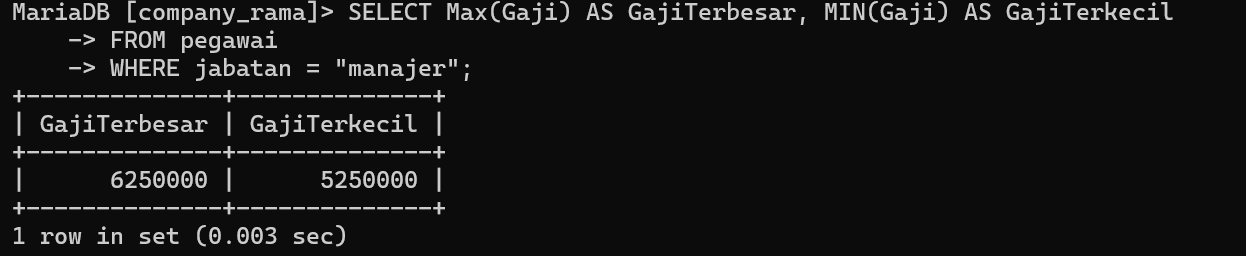 MariaDB [company_rama]> SELECT Max(Gaji) AS GajiTerbesar, MIN(Gaji) AS GajiTerkecil
    -> FROM pegawai
    -> WHERE jabatan = "manajer";
+--------------+--------------+
| GajiTerbesar | GajiTerkecil |
+--------------+--------------+
|      6250000 |      5250000 |
+--------------+--------------+
1 row in set (0.003 sec)